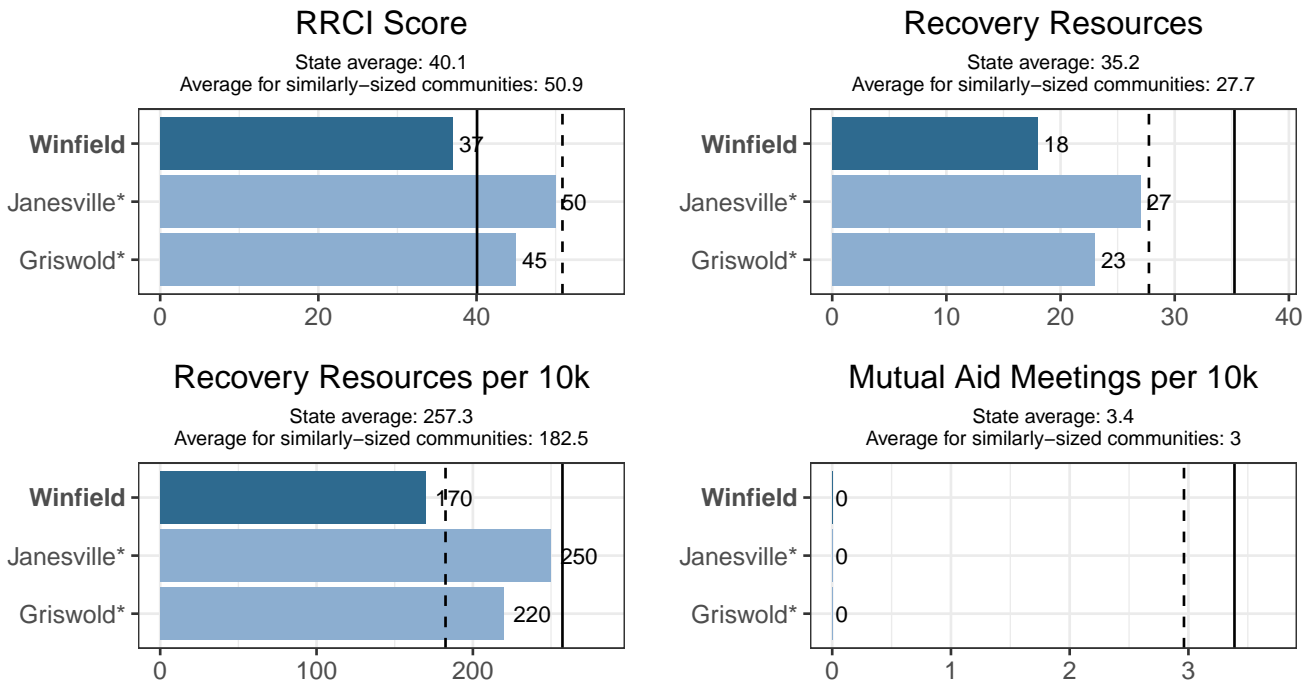 RRCI Score
State average: 40.1
Average for similarly−sized communities: 50.9
Winfield
37
Janesville*
50
Griswold*
45
0 20 40
Recovery Resources
State average: 35.2
Average for similarly−sized communities: 27.7
Winfield
18
Janesville*
27
Griswold*
23
0 10 20 30 40
Recovery Resources per 10k
State average: 257.3
Average for similarly−sized communities: 182.5
Winfield
170
Janesville*
250
Griswold*
220
0 100 200
Mutual Aid Meetings per 10k
State average: 3.4
Average for similarly−sized communities: 3
Winfield
0
Janesville*
0
Griswold*
0
0 1 2 3